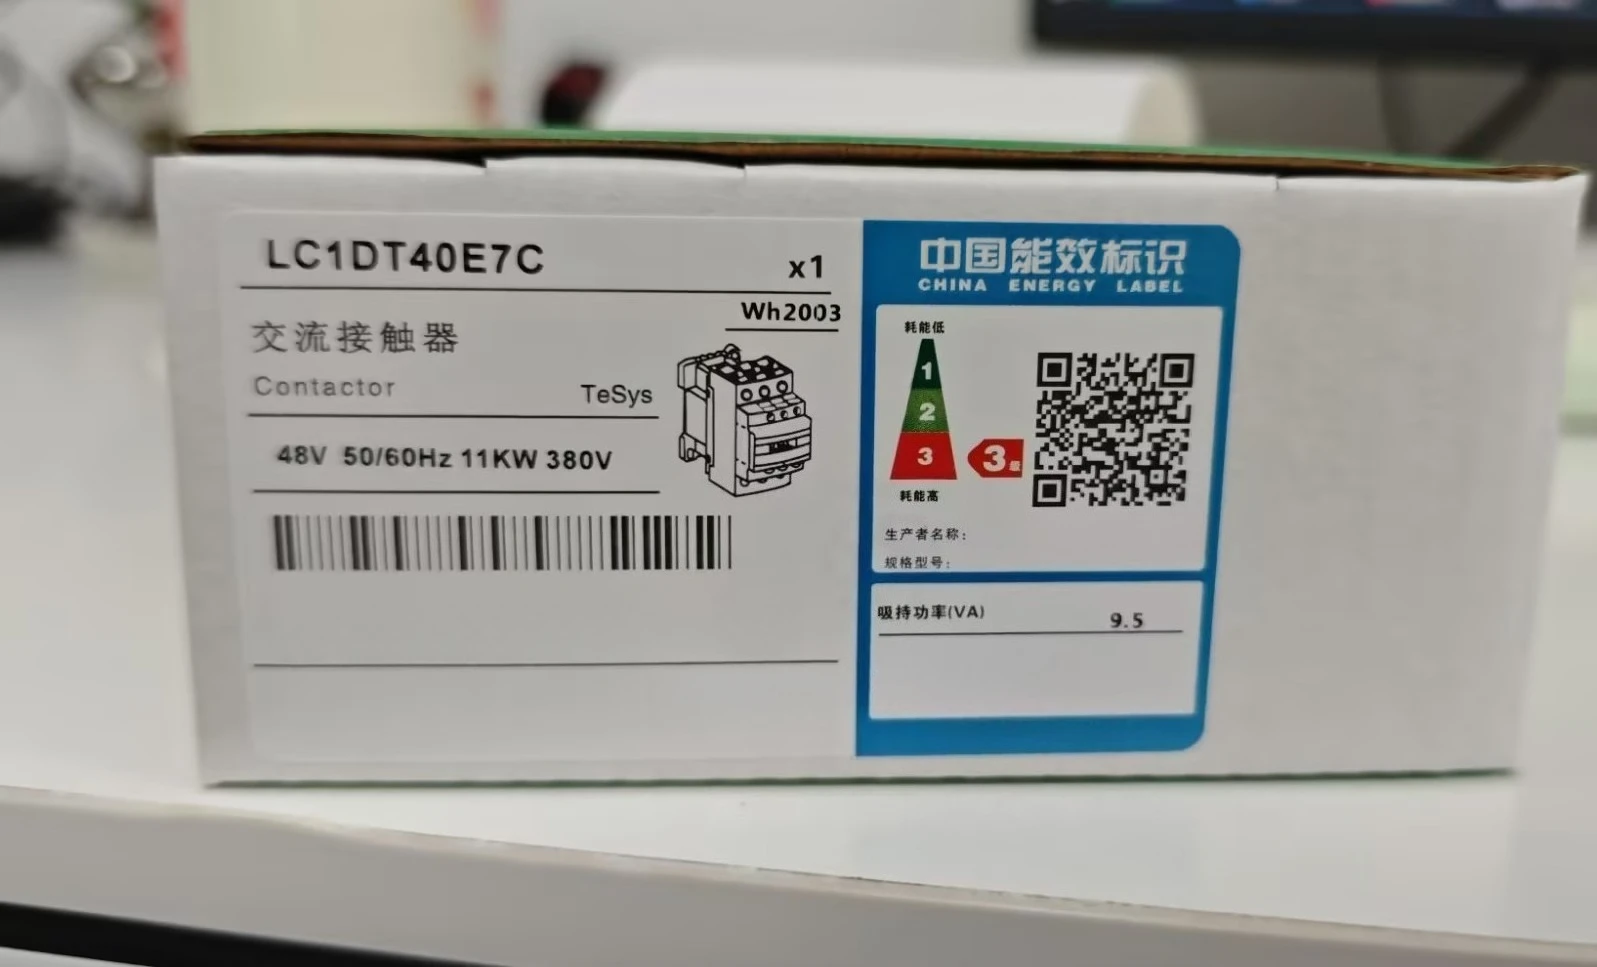 LC1DT40E7C
x1
Wh2003
交流接触器
Contactor
TeSys
48V 50/60Hz 11KW 380V
中国能效标识
CHINA ENERGY LABEL
耗能低
1
2
3
3级
耗能高
生产者名称:
规格型号:
吸持功率(VA)
9.5